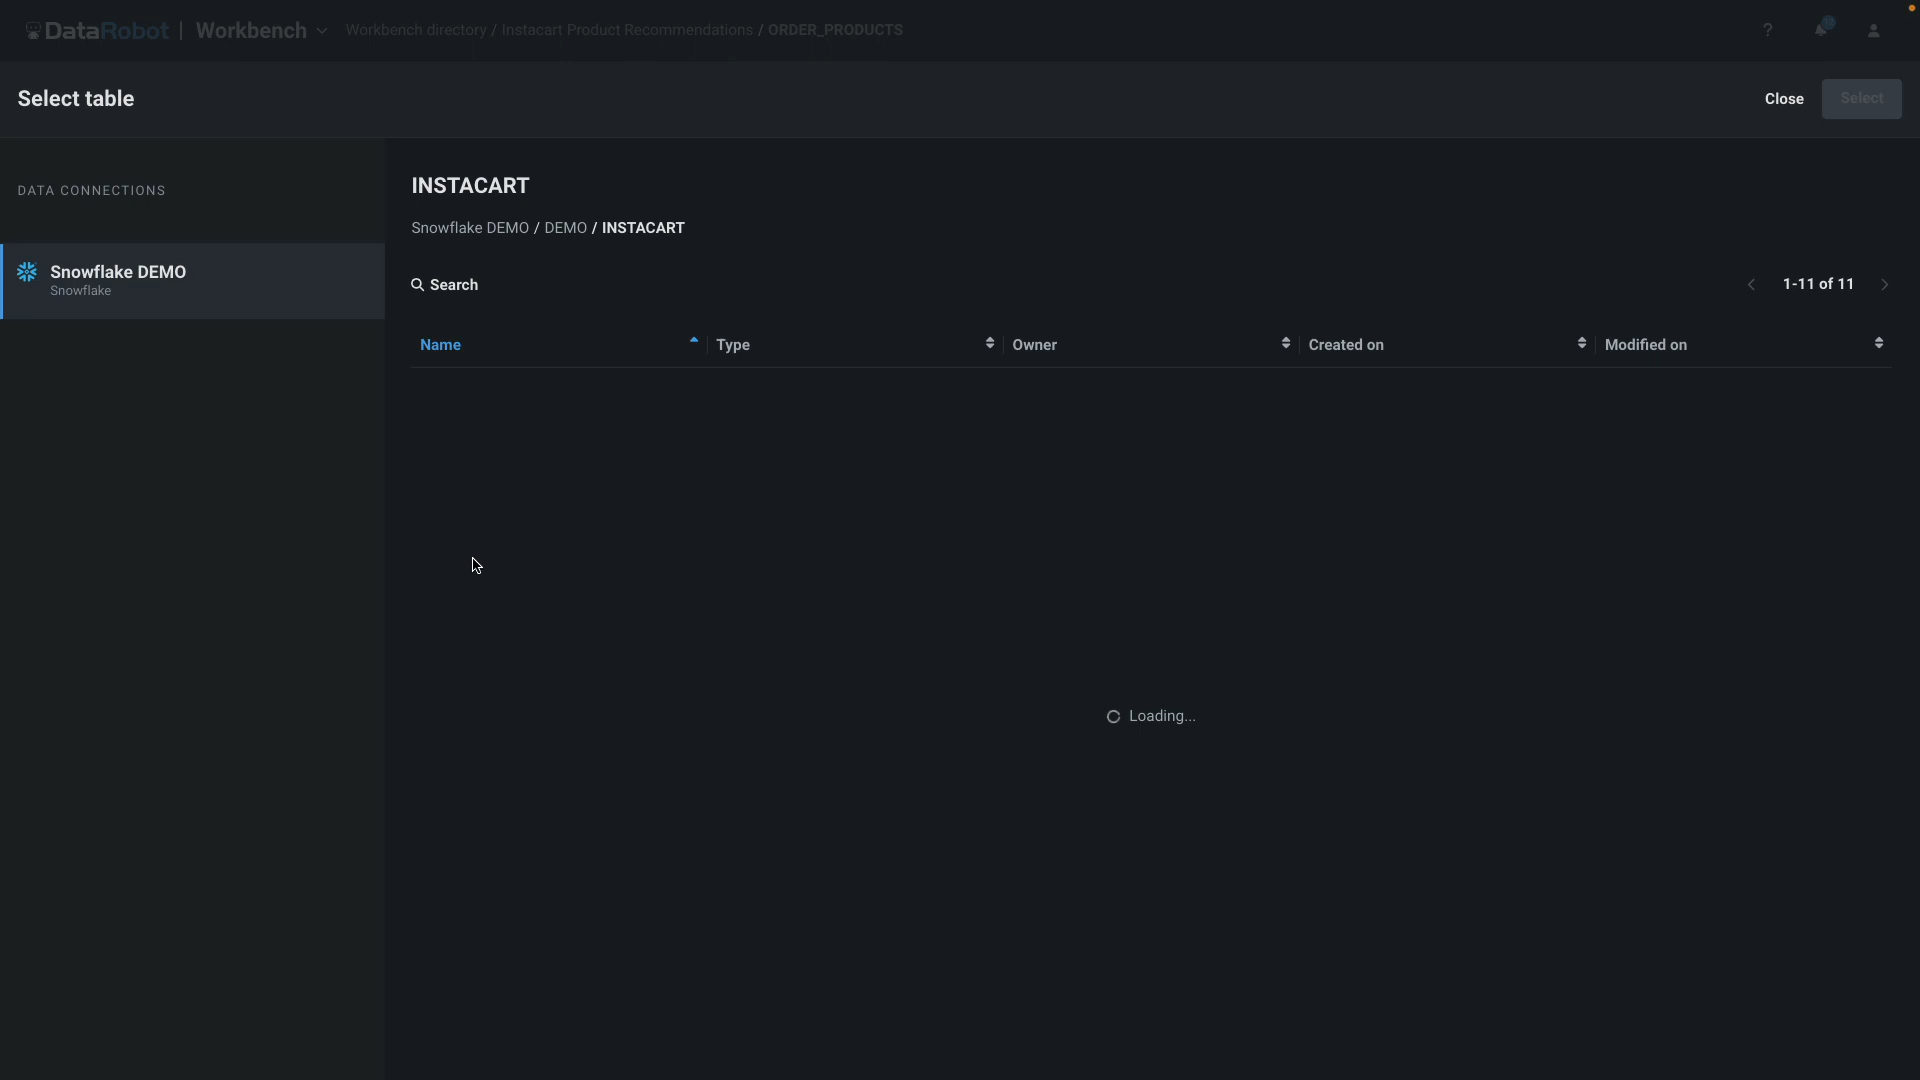 DataRobot | Workbench
Workbench directory / Instacart Product Recommendations / ORDER_PRODUCTS
?
Select table
Close
Select
DATA CONNECTIONS
Snowflake DEMO
Snowflake
INSTACART
Snowflake DEMO / DEMO / INSTACART
Search
1-11 of 11
Name
Type
Owner
Created on
Modified on
Loading...